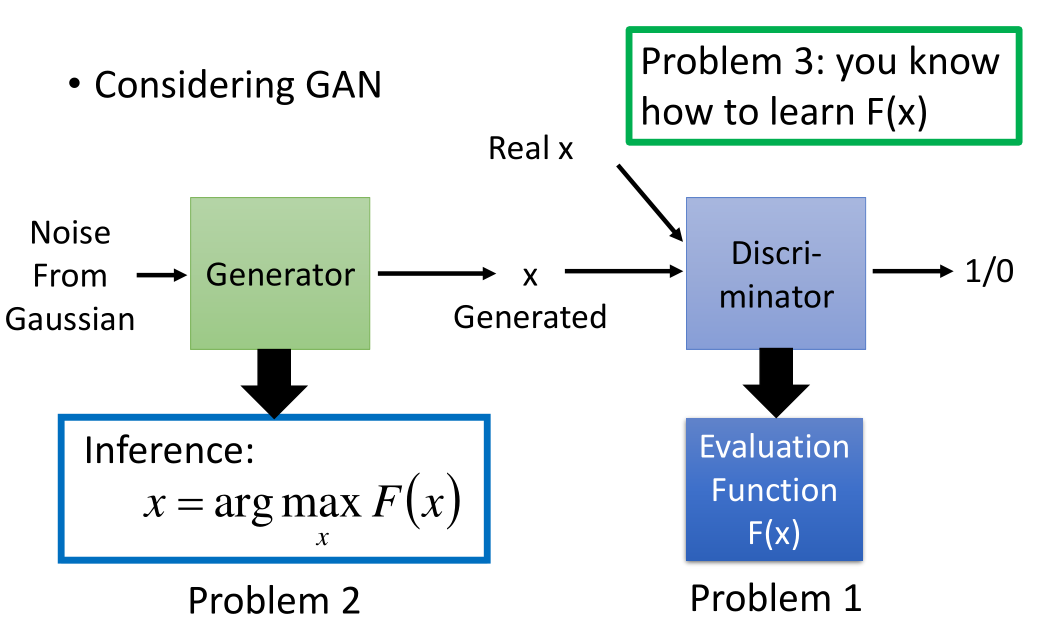 • Considering GAN
Problem 3: you know
how to learn F(x)
Real x
Noise
From
Gaussian
Generator
x
Generated
Discri-
minator
1/0
Inference:
x = arg max F(x)
x
Problem 2
Evaluation
Function
F(x)
Problem 1